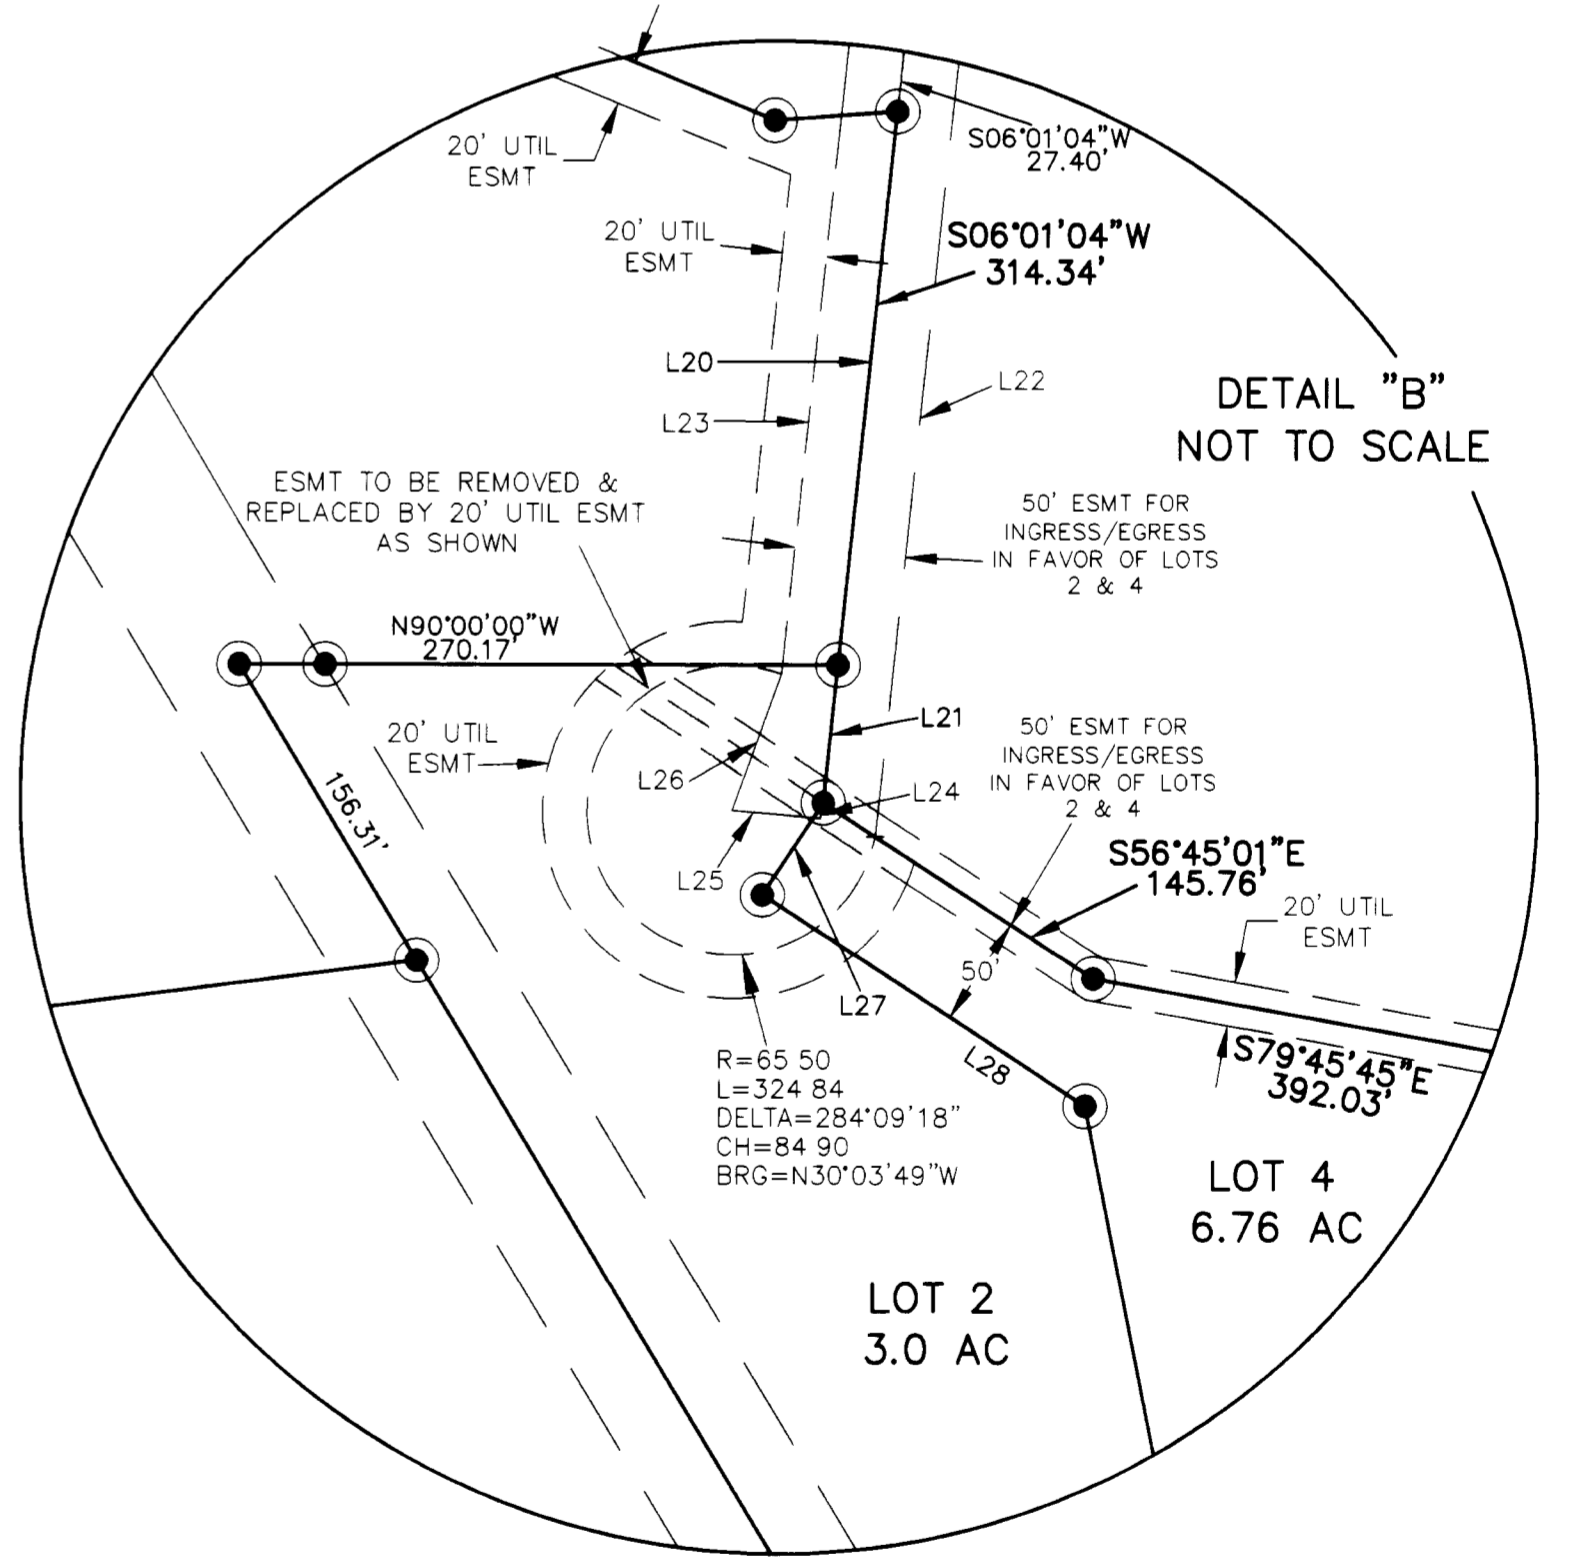 20' UTIL
ESMT
S06°01'04"W
27.40'
20' UTIL
ESMT
S06°01'04"W
314.34'
L20
L22
DETAIL "B"
NOT TO SCALE
L23
ESMT TO BE REMOVED &
REPLACED BY 20' UTIL ESMT
AS SHOWN
50' ESMT FOR
INGRESS/EGRESS
IN FAVOR OF LOTS
2 & 4
N90°00'00"W
270.17'
20' UTIL
ESMT
L21
50' ESMT FOR
INGRESS/EGRESS
IN FAVOR OF LOTS
2 & 4
L26
L24
156.31'
L25
S56°45'01"E
145.76'
20' UTIL
ESMT
50'
L27
L28
S79°45'45"E
392.03'
R=65 50
L=324 84
DELTA=284°09'18"
CH=84 90
BRG=N30°03'49"W
LOT 4
6.76 AC
LOT 2
3.0 AC